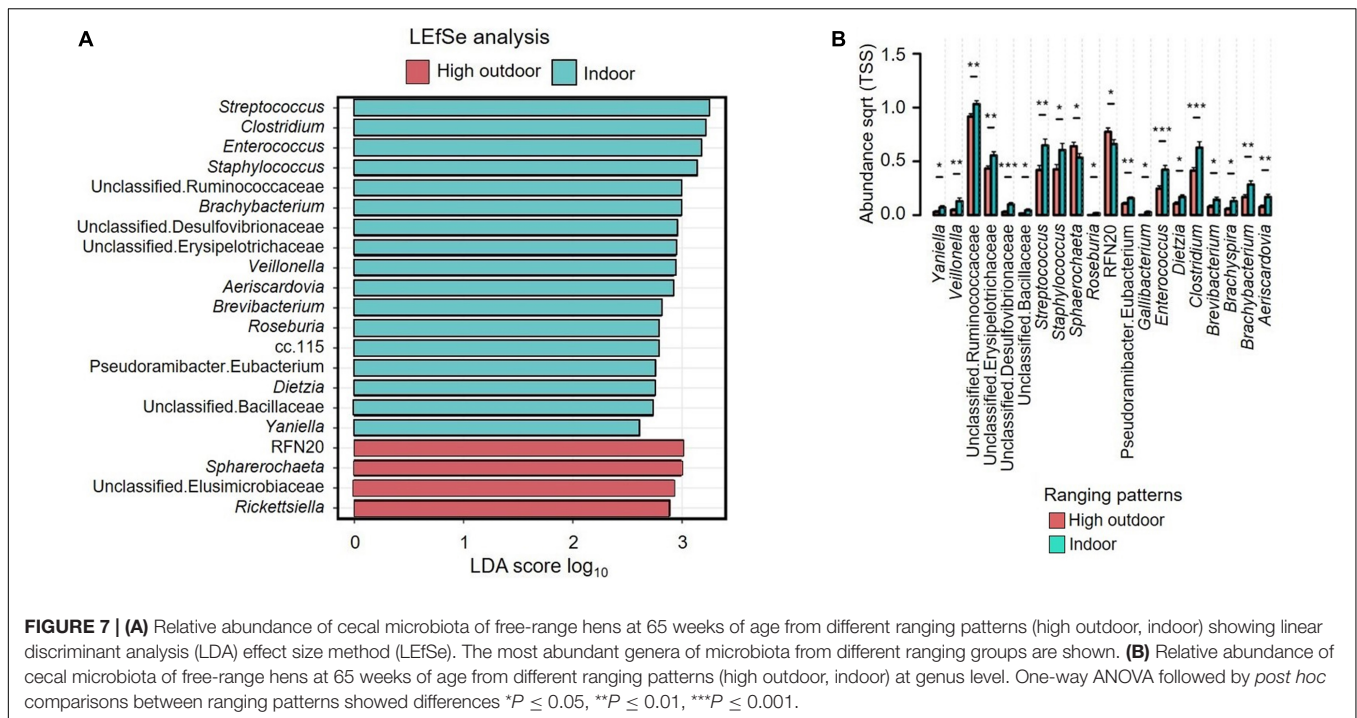 A
LEfSe analysis
High outdoor Indoor
Streptococcus
Clostridium
Enterococcus
Staphylococcus
Unclassified.Ruminococcaceae
Brachybacterium
Unclassified.Desulfovibrionaceae
Unclassified.Erysipelotrichaceae
Veillonella
Aeriscardovia
Brevibacterium
Roseburia
cc.115
Pseudoramibacter.Eubacterium
Dietzia
Unclassified.Bacillaceae
Yaniella
RFN20
Spharerochaeta
Unclassified.Elusimicrobiaceae
Rickettsiella
0 1 2 3
LDA score log10
B
Abundance sqrt (TSS)
1.5
1.0
0.5
0.0
* ** ** ** *** * ** * * * * ** * *** * *** * * ** **
Yaniella
Veillonella
Unclassified.Ruminococcaceae
Unclassified.Erysipelotrichaceae
Unclassified.Desulfovibrionaceae
Unclassified.Bacillaceae
Streptococcus
Staphylococcus
Sphaerochaeta
Roseburia
RFN20
Pseudoramibacter.Eubacterium
Gallibacterium
Enterococcus
Dietzia
Clostridium
Brevibacterium
Brachyspira
Brachybacterium
Aeriscardovia
Ranging patterns
High outdoor
Indoor
FIGURE 7 | (A) Relative abundance of cecal microbiota of free-range hens at 65 weeks of age from different ranging patterns (high outdoor, indoor) showing linear
discriminant analysis (LDA) effect size method (LEfSe). The most abundant genera of microbiota from different ranging groups are shown. (B) Relative abundance of
cecal microbiota of free-range hens at 65 weeks of age from different ranging patterns (high outdoor, indoor) at genus level. One-way ANOVA followed by post hoc
comparisons between ranging patterns showed differences *P ≤ 0.05, **P ≤ 0.01, ***P ≤ 0.001.